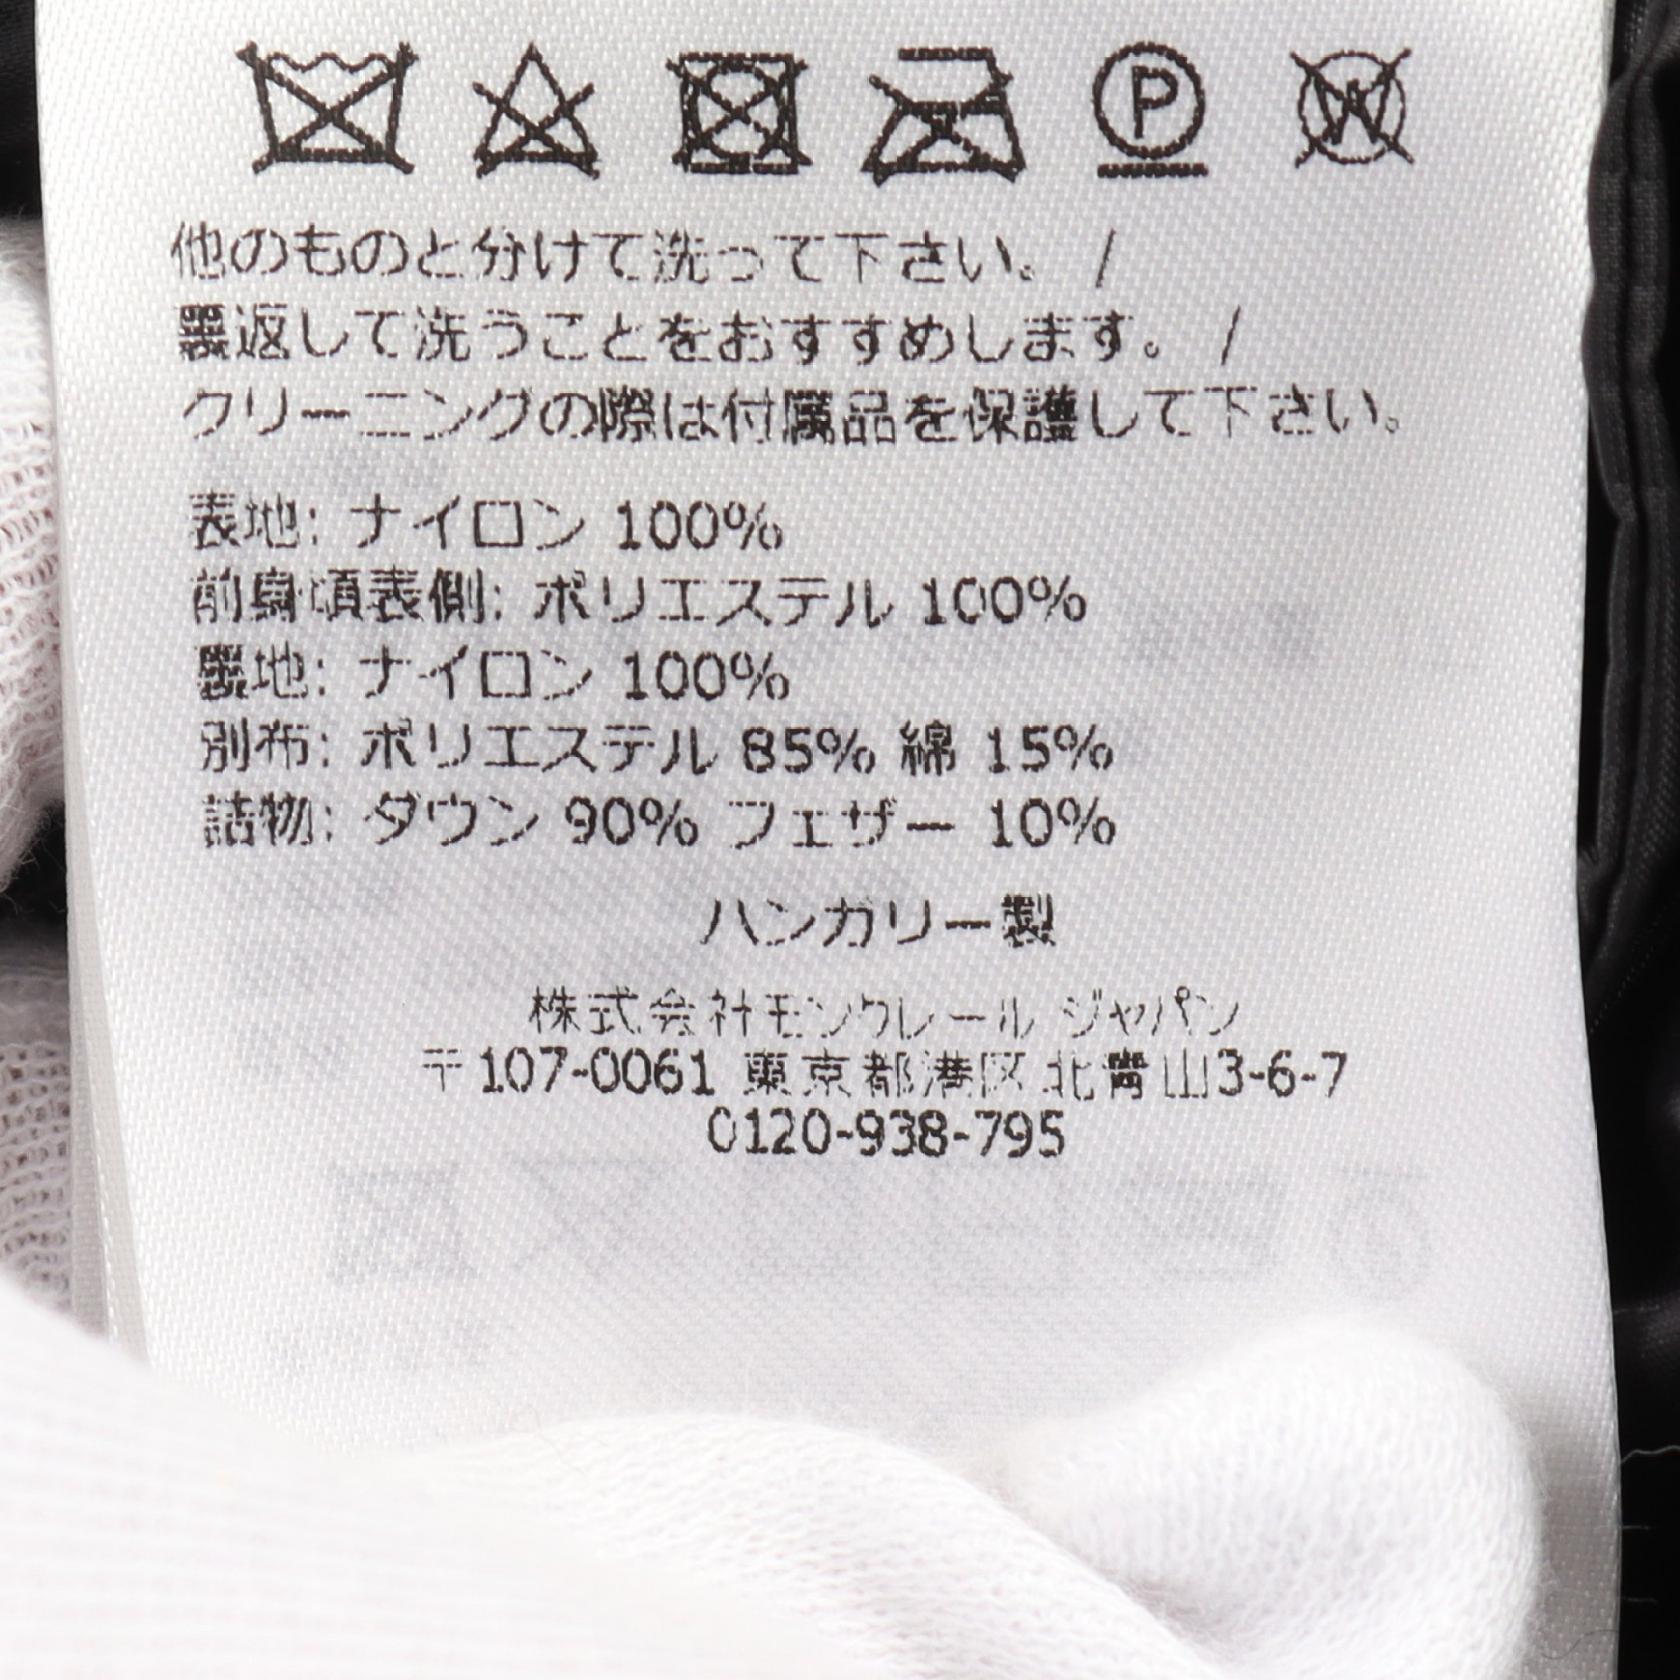 P W
他のものと分けて洗って下さい。 /
裏返して洗うことをおすすめします。 /
クリーニングの際は付属品を保護して下さい。
表地: ナイロン 100%
前身頃表側: ポリエステル 100%
裏地: ナイロン 100%
別布: ポリエステル 85% 綿 15%
詰物: ダウン 90% フェザー 10%
ハンガリー製
株式会社モンクレール ジャパン
〒107-0061 東京都港区北青山3-6-7
0120-938-795